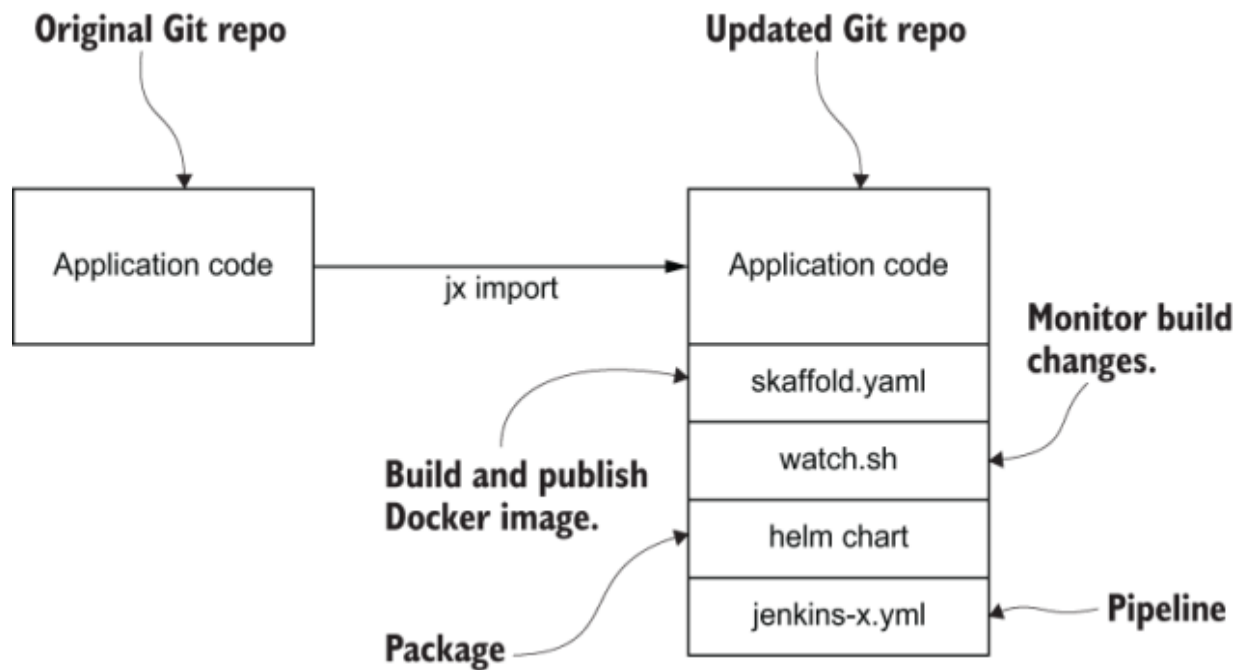 Original Git repo
Updated Git repo
Application code
jx import
Application code
Monitor build
changes.
skaffold.yaml
watch.sh
Build and publish
Docker image.
helm chart
jenkins-x.yml
Pipeline
Package